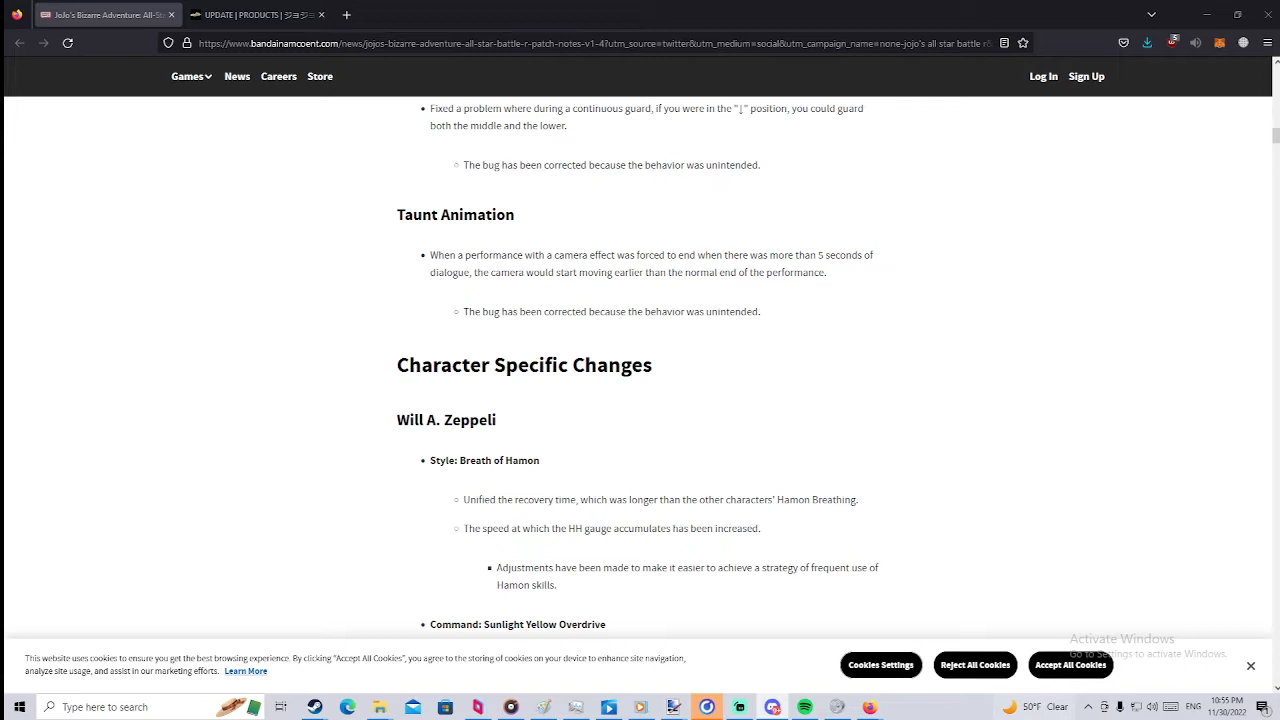 JoJo's Bizarre Adventure: All-Sta
UPDATE | PRODUCTS | ジョジョ
https://www.bandainamcoent.com/news/jojos-bizarre-adventure-all-star-battle-r-patch-notes-v1-4?utm_source=twitter&utm_medium=social&utm_campaign_name=none-jojo's all star battle r&
5
Games News Careers Store Log In Sign Up
• Fixed a problem where during a continuous guard, if you were in the "↓" position, you could guard
both the middle and the lower.
○ The bug has been corrected because the behavior was unintended.
Taunt Animation
• When a performance with a camera effect was forced to end when there was more than 5 seconds of
dialogue, the camera would start moving earlier than the normal end of the performance.
○ The bug has been corrected because the behavior was unintended.
Character Specific Changes
Will A. Zeppeli
• Style: Breath of Hamon
○ Unified the recovery time, which was longer than the other characters' Hamon Breathing.
○ The speed at which the HH gauge accumulates has been increased.
▪ Adjustments have been made to make it easier to achieve a strategy of frequent use of
Hamon skills.
• Command: Sunlight Yellow Overdrive
Activate Windows
Go to Settings to activate Windows.
This website uses cookies to ensure you get the best browsing experience. By clicking "Accept All Cookies", you agree to the storing of cookies on your device to enhance site navigation,
analyze site usage, and assist in our marketing efforts. Learn More
Cookies Settings
Reject All Cookies
Accept All Cookies
Type here to search
50°F Clear
10:55 PM
11/30/2022